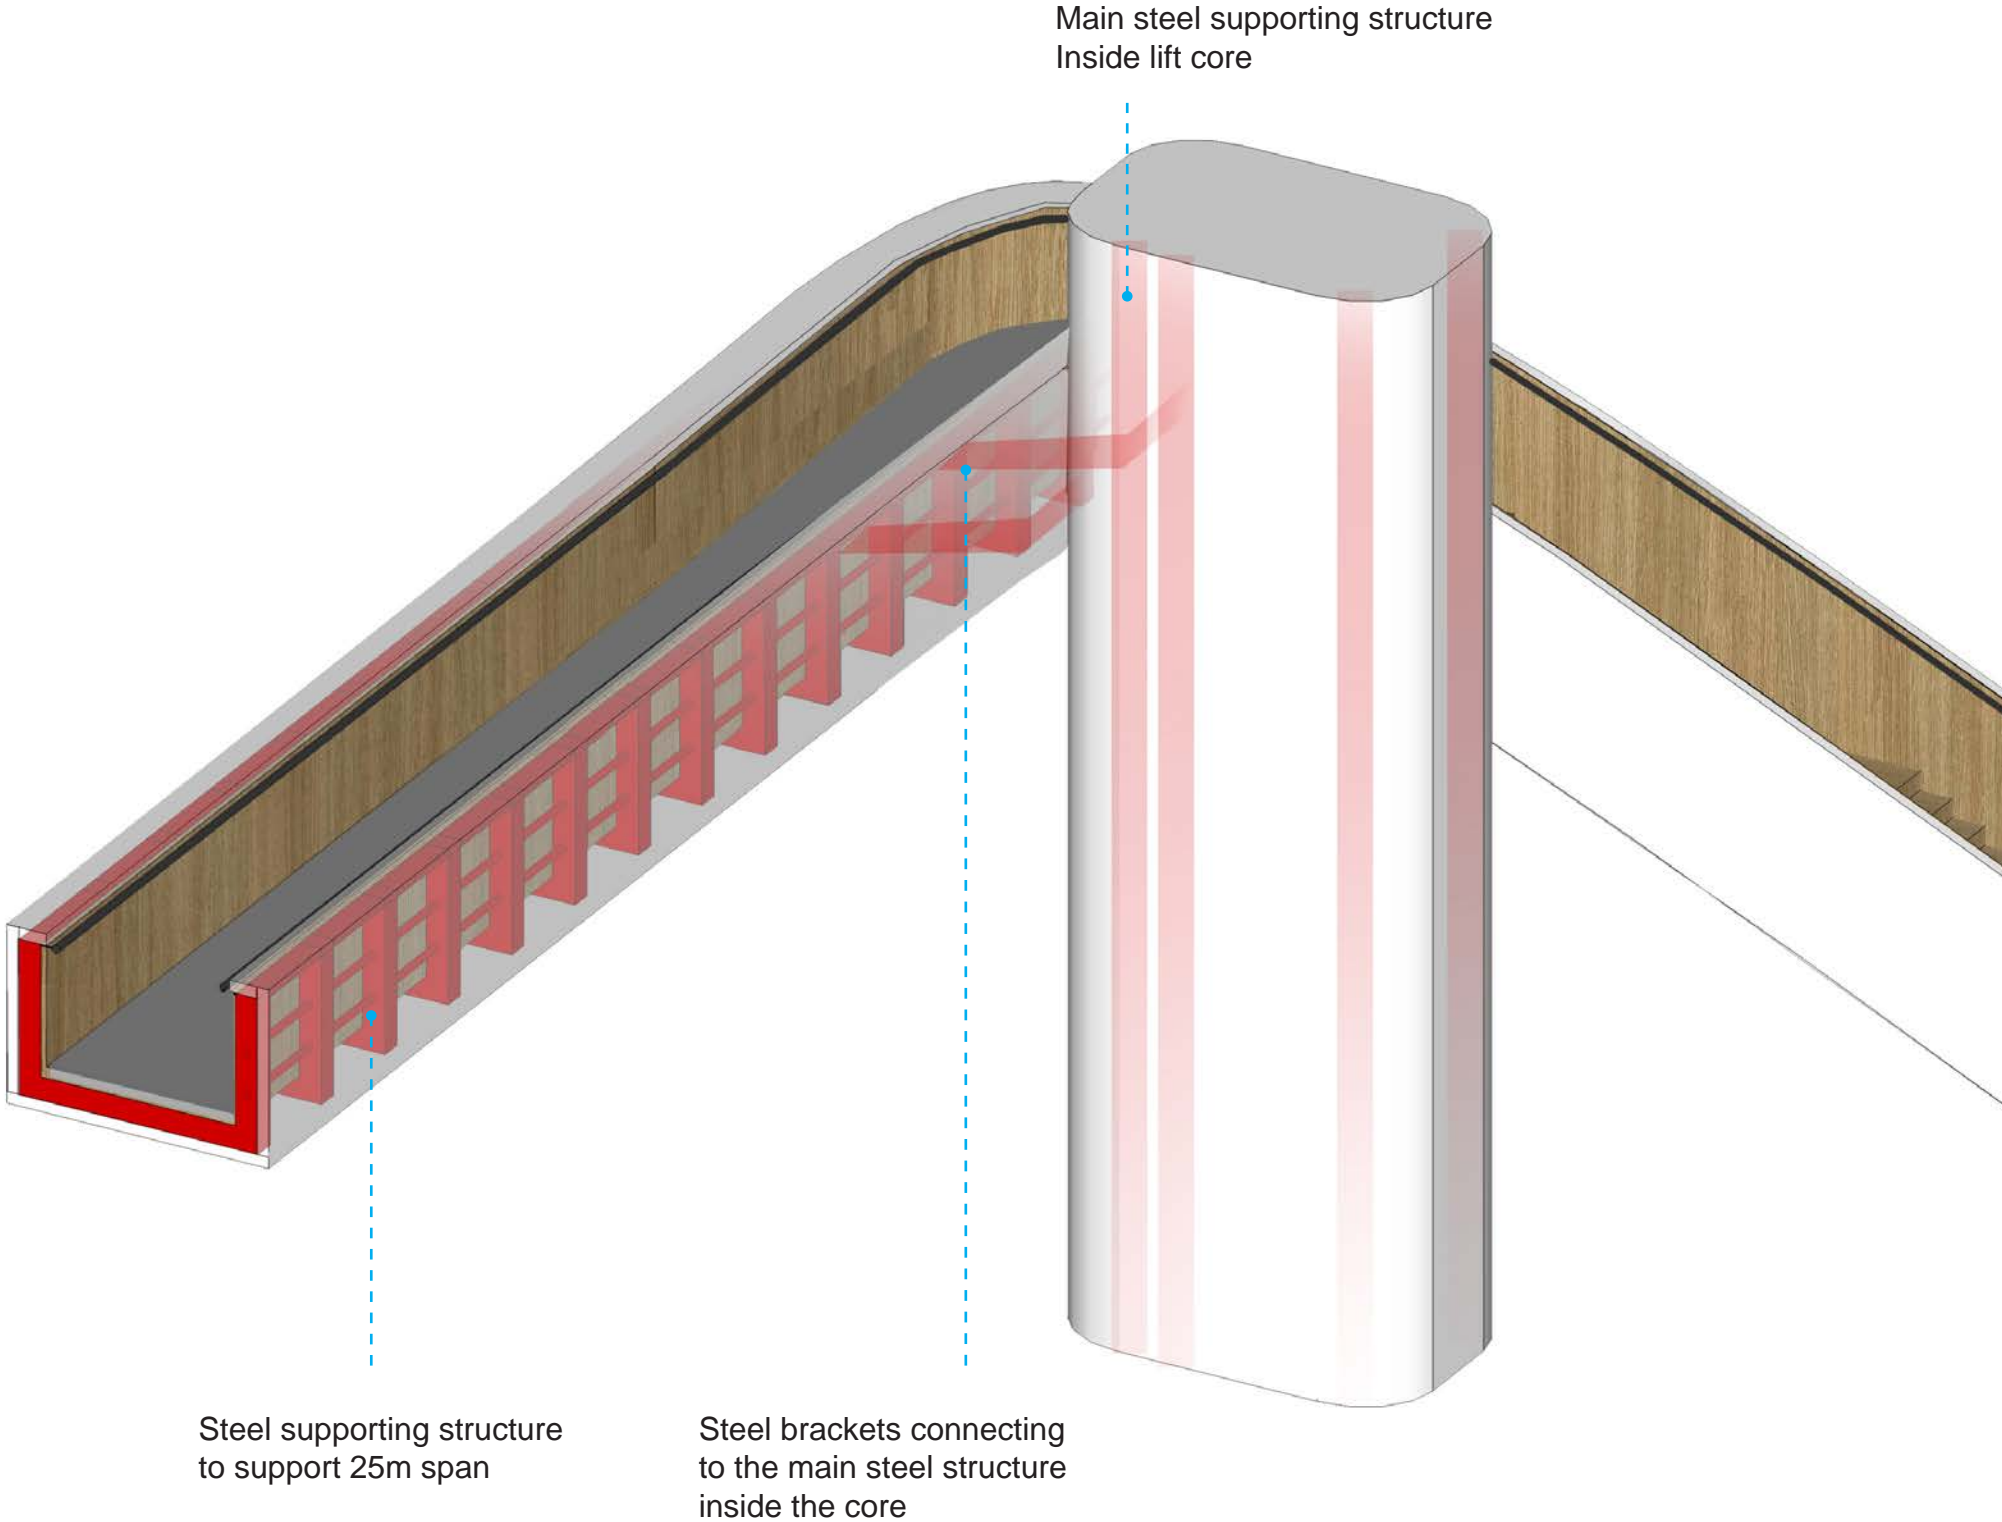 Main steel supporting structure
Inside lift core
Steel supporting structure
to support 25m span
Steel brackets connecting
to the main steel structure
inside the core